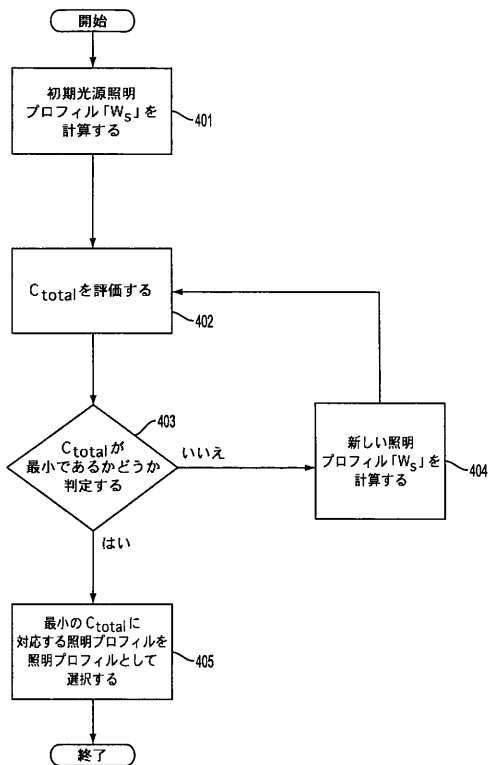 開始
初期光源照明
プロフィル「Ws」を
計算する
401
Ctotalを評価する
402
403
Ctotalが
最小であるかどうか
判定する
いいえ
新しい照明
プロフィル「Ws」を
計算する
404
はい
最小のCtotalに
対応する照明プロフィルを
照明プロフィルとして
選択する
405
終了